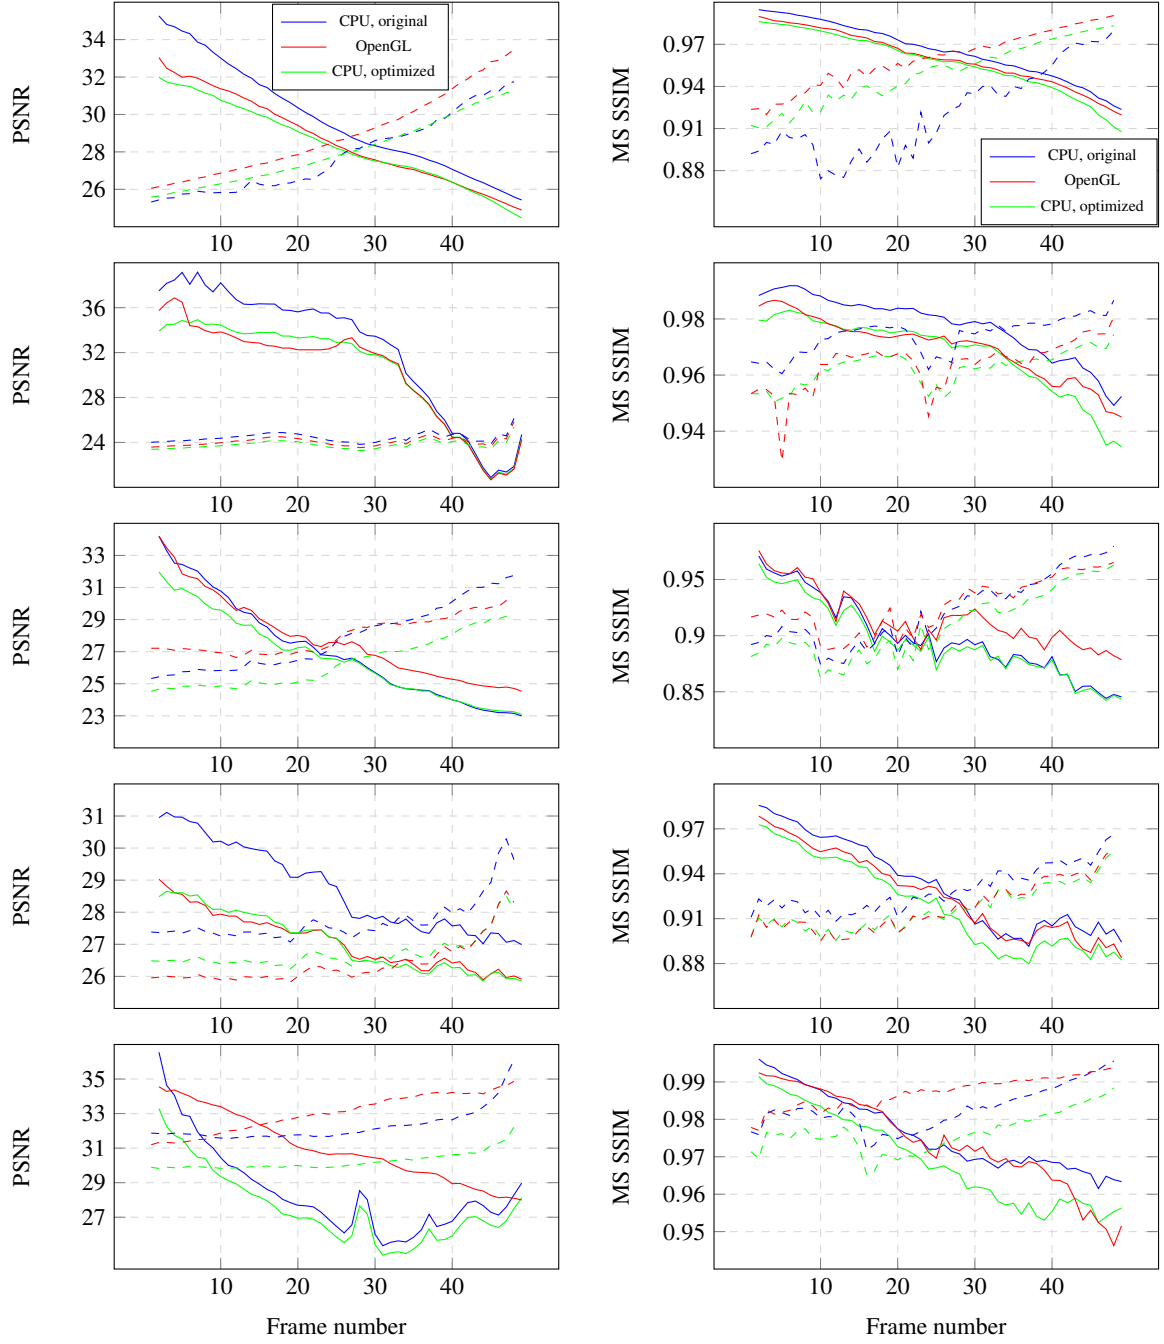 34
32
30
28
26
PSNR
CPU, original
OpenGL
CPU, optimized
10 20 30 40
0.97
0.94
0.91
0.88
MS SSIM
CPU, original
OpenGL
CPU, optimized
10 20 30 40
36
32
28
24
PSNR
10 20 30 40
0.98
0.96
0.94
MS SSIM
10 20 30 40
33
31
29
27
25
23
PSNR
10 20 30 40
0.95
0.9
0.85
MS SSIM
10 20 30 40
31
30
29
28
27
26
PSNR
10 20 30 40
0.97
0.94
0.91
0.88
MS SSIM
10 20 30 40
35
33
31
29
27
PSNR
10 20 30 40
Frame number
0.99
0.98
0.97
0.96
0.95
MS SSIM
10 20 30 40
Frame number